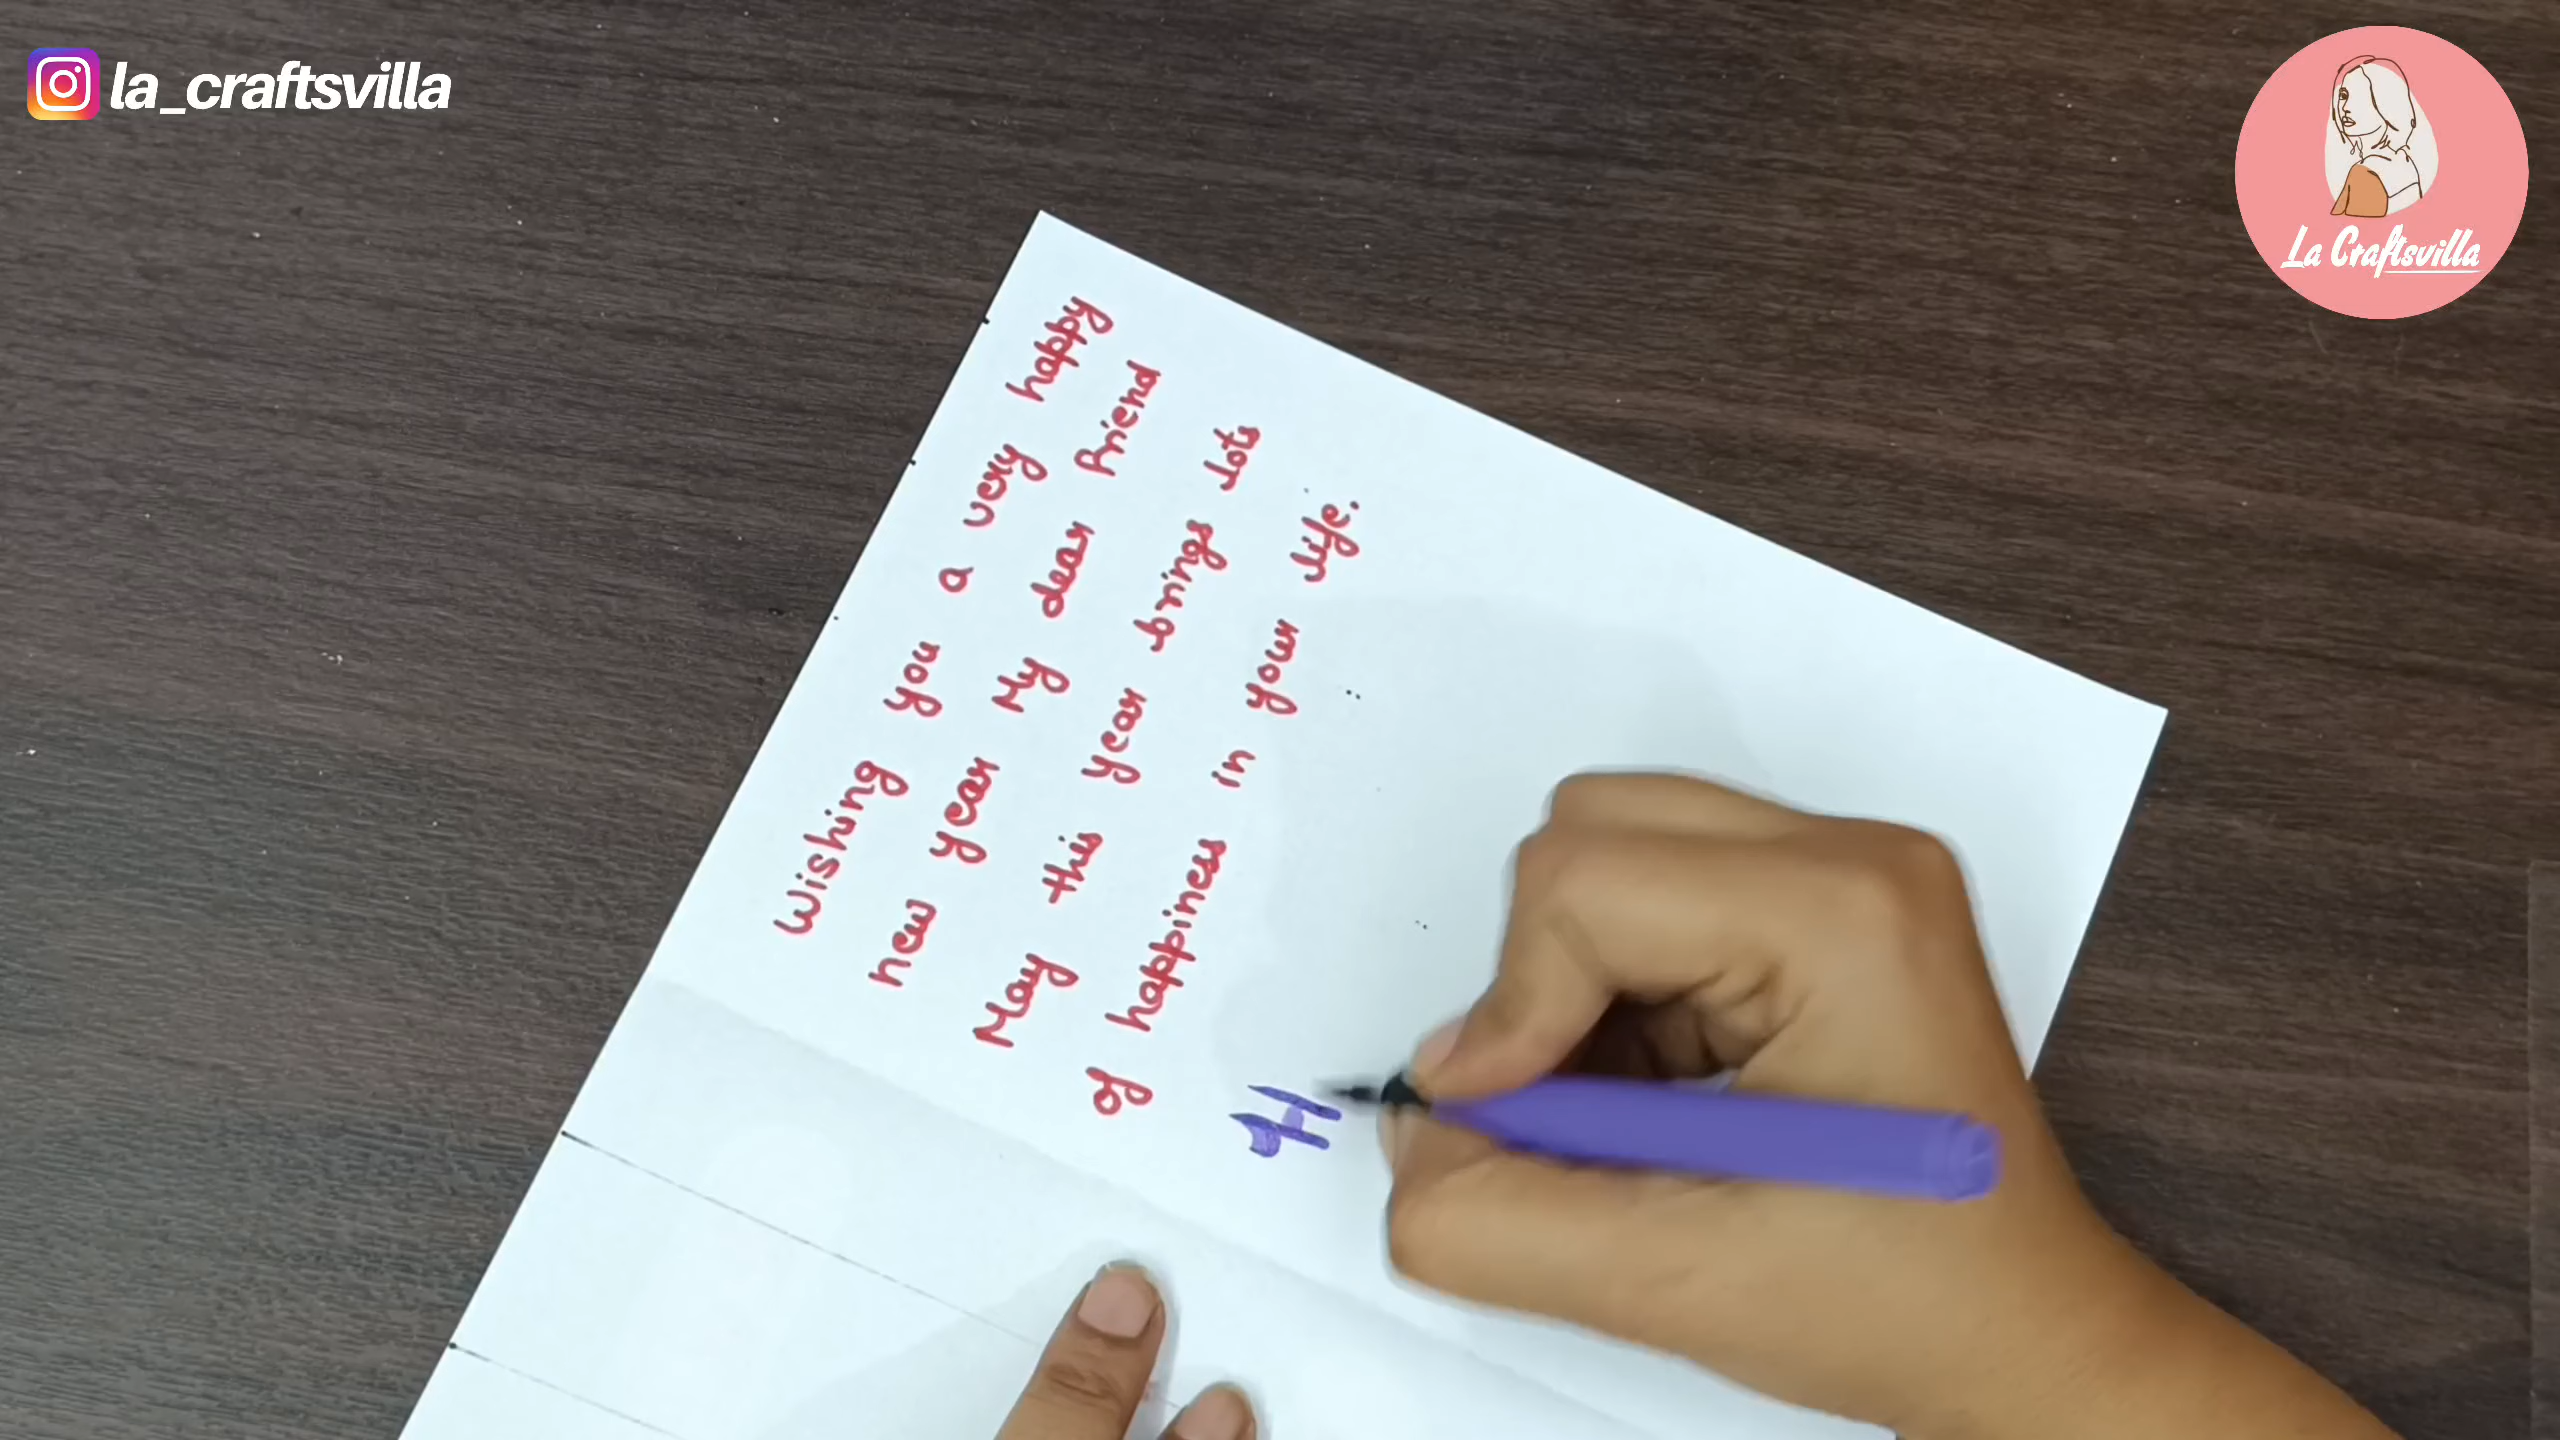 la_craftsvilla
La Craftsvilla
Wishing you a very happy
new year My dear friend
May this year brings lots
of happiness in your life.
H